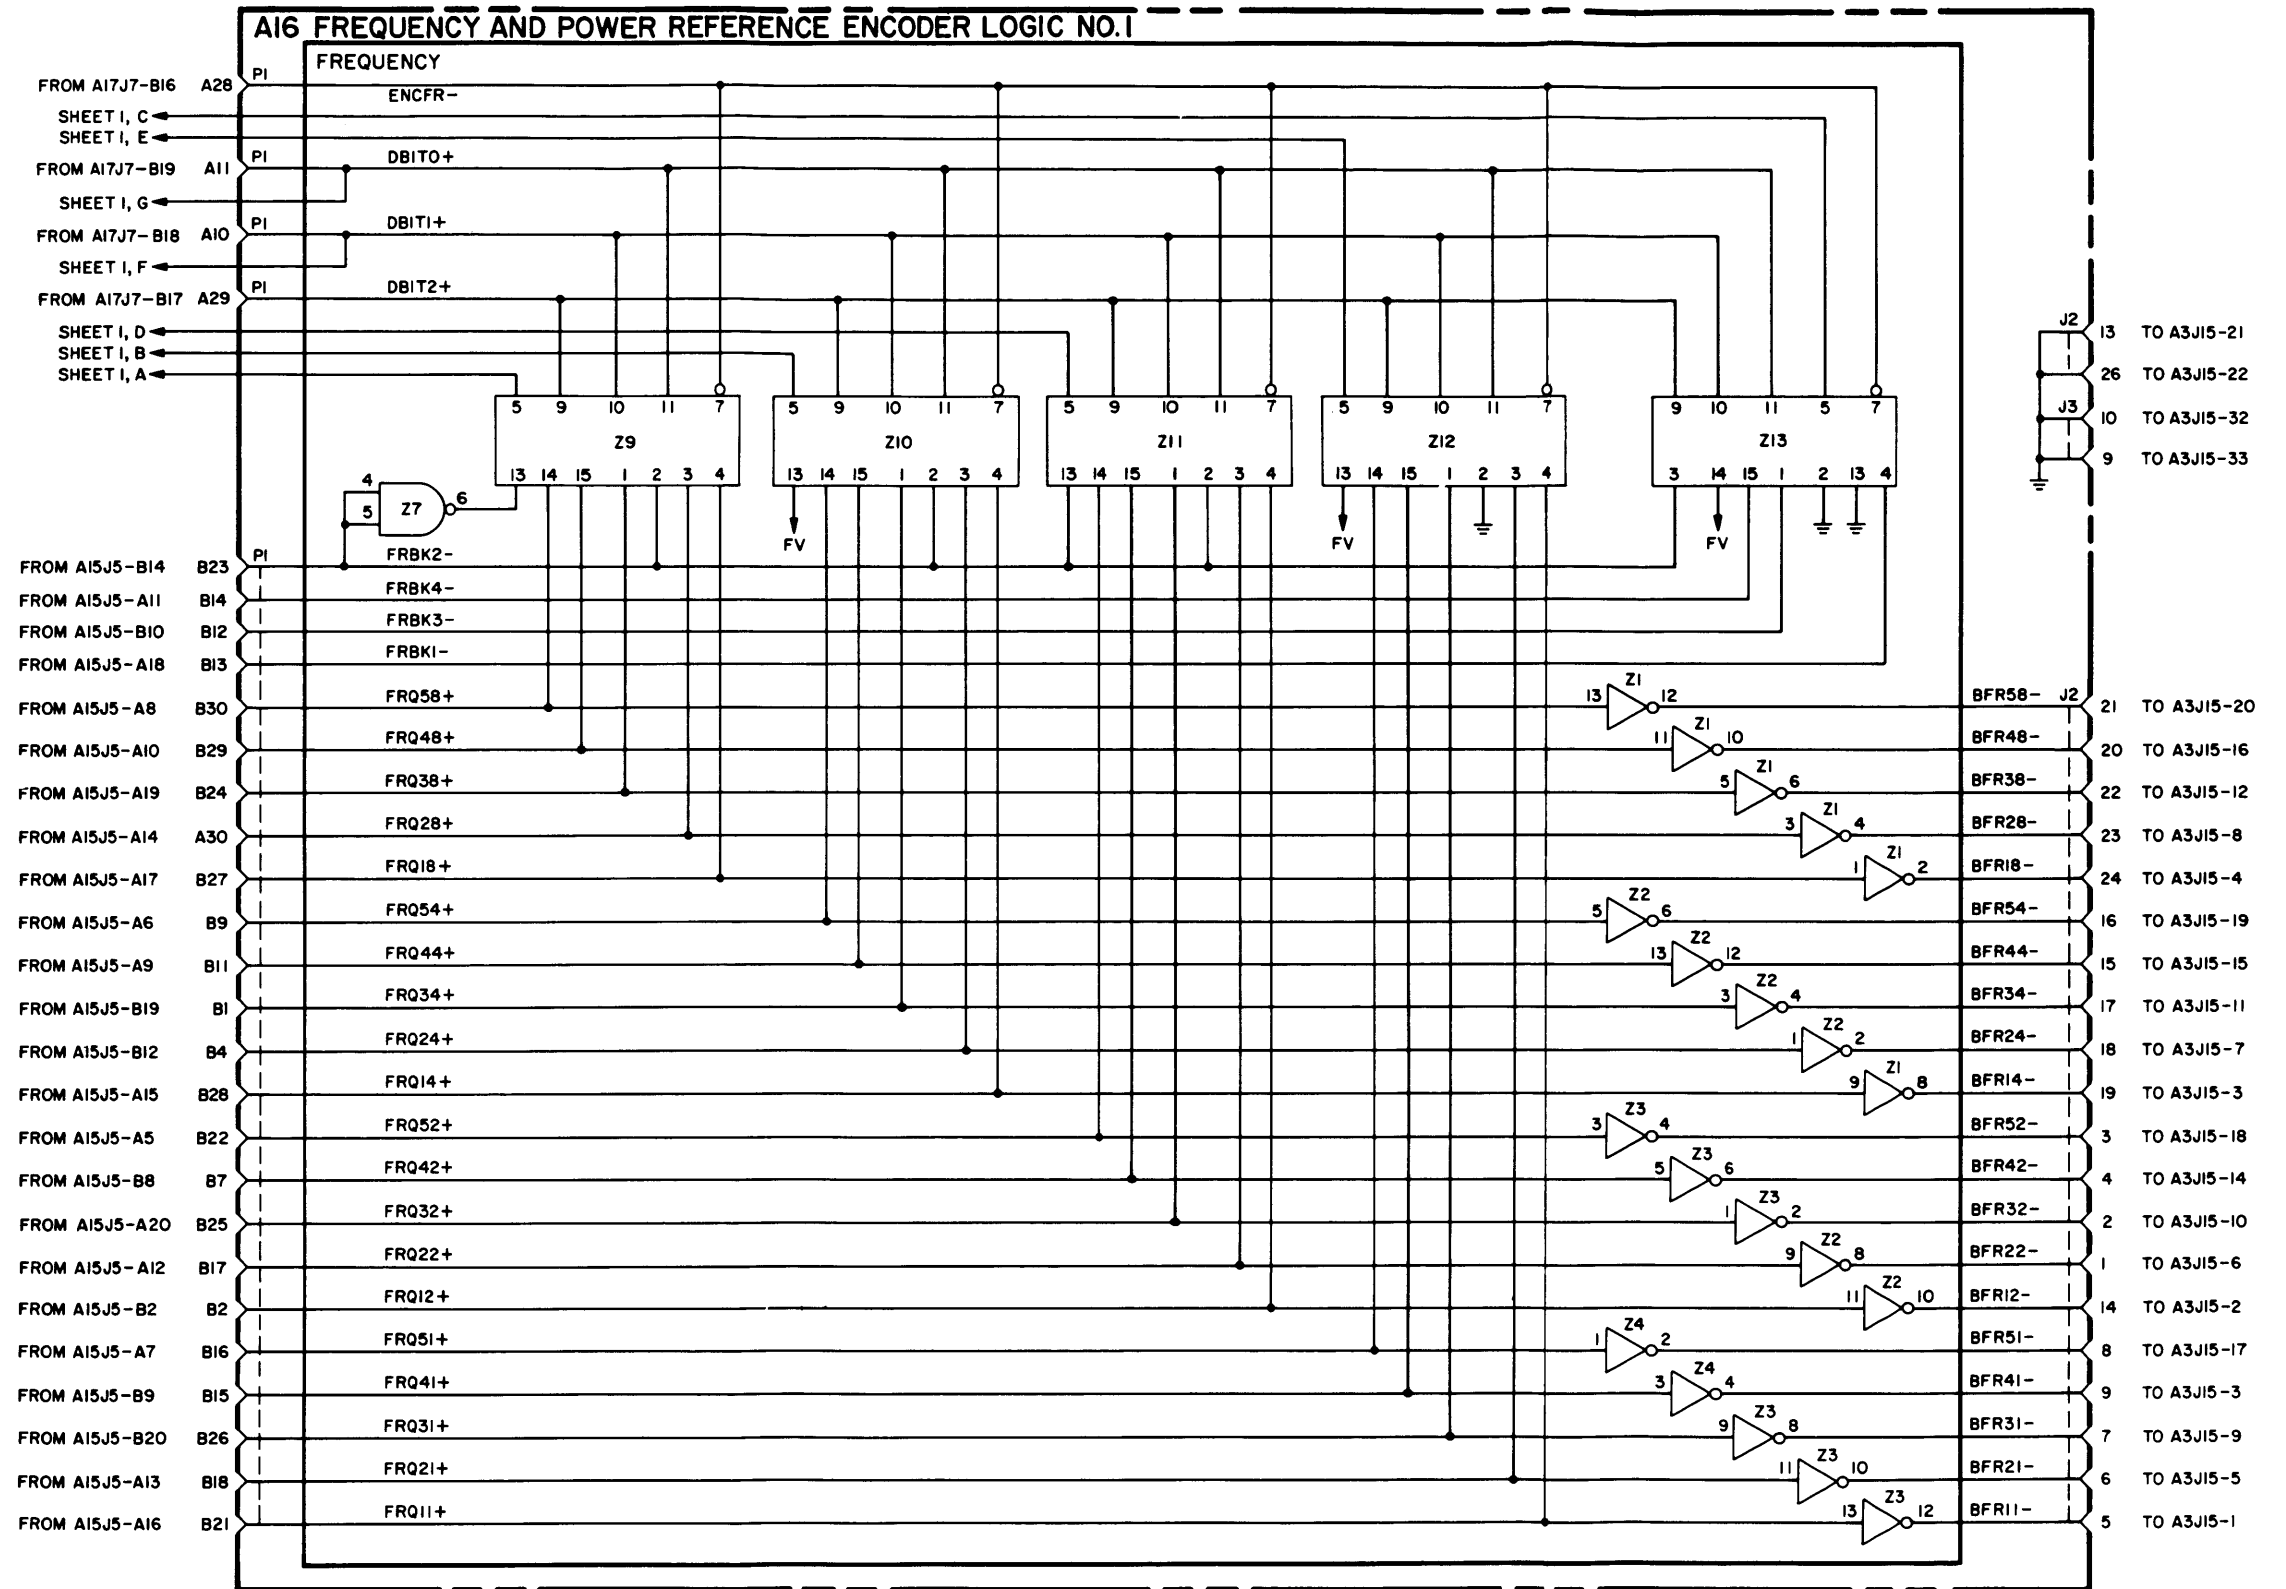 A16 FREQUENCY AND POWER REFERENCE ENCODER LOGIC NO.1
FREQUENCY
FROM A17J7-B16 A28 P1 ENCFR-
SHEET 1, C
SHEET 1, E
FROM A17J7-B19 A11 P1 DBIT0+
SHEET 1, G
FROM A17J7-B18 A10 P1 DBIT1+
SHEET 1, F
FROM A17J7-B17 A29 P1 DBIT2+
SHEET 1, D
SHEET 1, B
SHEET 1, A
J2 13 TO A3J15-21
26 TO A3J15-22
J3 10 TO A3J15-32
9 TO A3J15-33
5 9 10 11 7
Z9
13 14 15 1 2 3 4
5 9 10 11 7
Z10
13 14 15 1 2 3 4
5 9 10 11 7
Z11
13 14 15 1 2 3 4
5 9 10 11 7
Z12
13 14 15 1 2 3 4
9 10 11 5 7
Z13
3 14 15 1 2 13 4
4 5 Z7 6
FV FV FV
FROM A15J5-B14 B23 P1 FRBK2-
FROM A15J5-A11 B14 FRBK4-
FROM A15J5-B10 B12 FRBK3-
FROM A15J5-A18 B13 FRBK1-
FROM A15J5-A8 B30 FRQ58+ 13 Z1 12 BFR58- J2 21 TO A3J15-20
FROM A15J5-A10 B29 FRQ48+ 11 Z1 10 BFR48- 20 TO A3J15-16
FROM A15J5-A19 B24 FRQ38+ 5 Z1 6 BFR38- 22 TO A3J15-12
FROM A15J5-A14 A30 FRQ28+ 3 Z1 4 BFR28- 23 TO A3J15-8
FROM A15J5-A17 B27 FRQ18+ 1 Z1 2 BFR18- 24 TO A3J15-4
FROM A15J5-A6 B9 FRQ54+ 5 Z2 6 BFR54- 16 TO A3J15-19
FROM A15J5-A9 B11 FRQ44+ 13 Z2 12 BFR44- 15 TO A3J15-15
FROM A15J5-B19 B1 FRQ34+ 3 Z2 4 BFR34- 17 TO A3J15-11
FROM A15J5-B12 B4 FRQ24+ 1 Z2 2 BFR24- 18 TO A3J15-7
FROM A15J5-A15 B28 FRQ14+ 9 Z1 8 BFR14- 19 TO A3J15-3
FROM A15J5-A5 B22 FRQ52+ 3 Z3 4 BFR52- 3 TO A3J15-18
FROM A15J5-B8 B7 FRQ42+ 5 Z3 6 BFR42- 4 TO A3J15-14
FROM A15J5-A20 B25 FRQ32+ 1 Z3 2 BFR32- 2 TO A3J15-10
FROM A15J5-A12 B17 FRQ22+ 9 Z2 8 BFR22- 1 TO A3J15-6
FROM A15J5-B2 B2 FRQ12+ 11 Z2 10 BFR12- 14 TO A3J15-2
FROM A15J5-A7 B16 FRQ51+ 1 Z4 2 BFR51- 8 TO A3J15-17
FROM A15J5-B9 B15 FRQ41+ 3 Z4 4 BFR41- 9 TO A3J15-3
FROM A15J5-B20 B26 FRQ31+ 9 Z3 8 BFR31- 7 TO A3J15-9
FROM A15J5-A13 B18 FRQ21+ 11 Z3 10 BFR21- 6 TO A3J15-5
FROM A15J5-A16 B21 FRQ11+ 13 Z3 12 BFR11- 5 TO A3J15-1